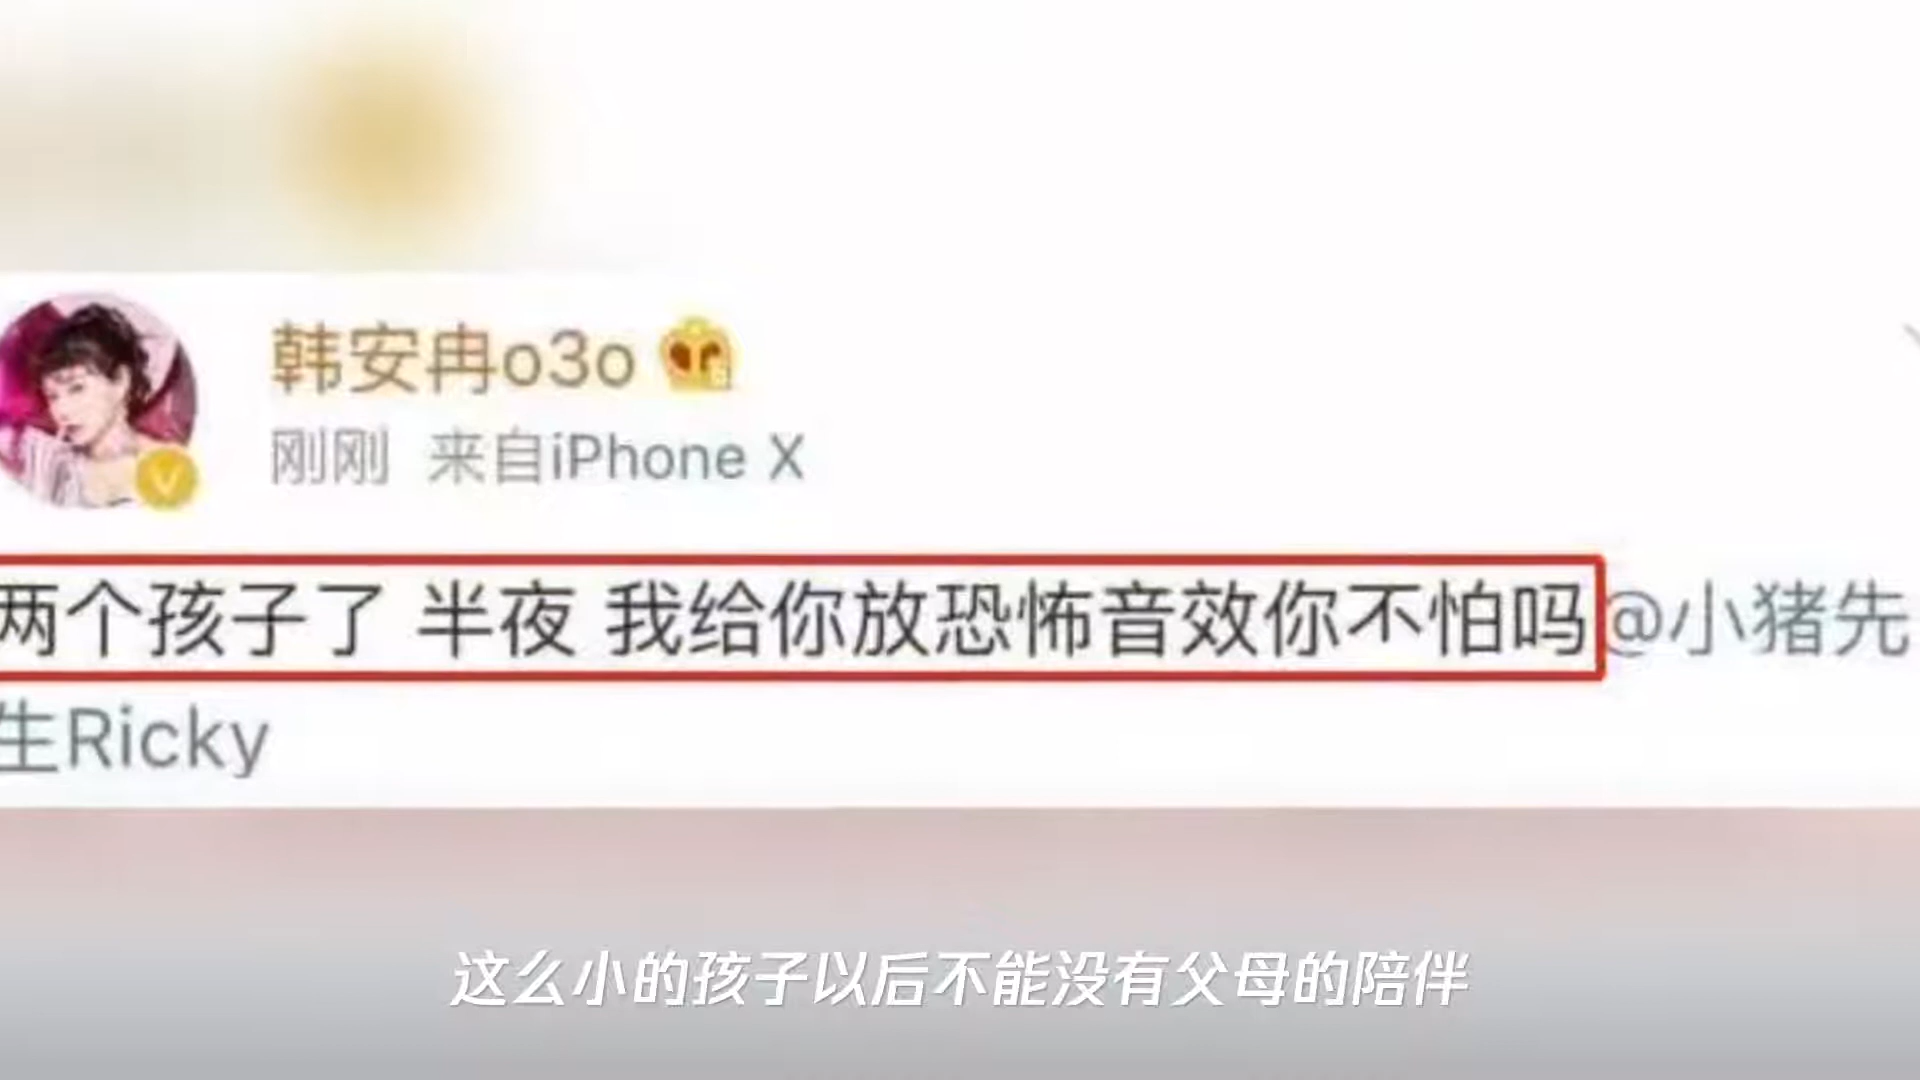 韩安冉o3o
刚刚 来自iPhone X
两个孩子了 半夜 我给你放恐怖音效你不怕吗@小猪先
生Ricky
这么小的孩子以后不能没有父母的陪伴